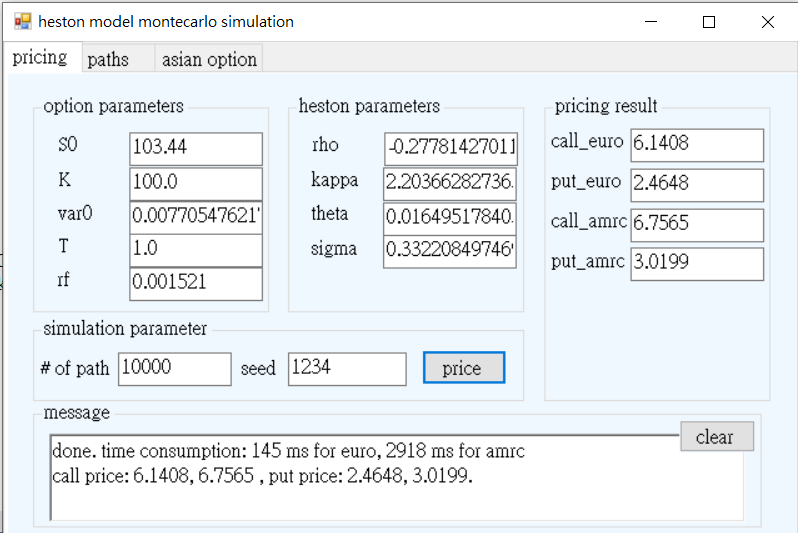 heston model montecarlo simulation
pricing paths asian option
option parameters
S0 103.44
K 100.0
var0 0.00770547621
T 1.0
rf 0.001521
heston parameters
rho -0.27781427011
kappa 2.20366282736
theta 0.01649517840
sigma 0.33220849746
pricing result
call_euro 6.1408
put_euro 2.4648
call_amrc 6.7565
put_amrc 3.0199
simulation parameter
# of path 10000 seed 1234 price
message
clear
done. time consumption: 145 ms for euro, 2918 ms for amrc
call price: 6.1408, 6.7565 , put price: 2.4648, 3.0199.